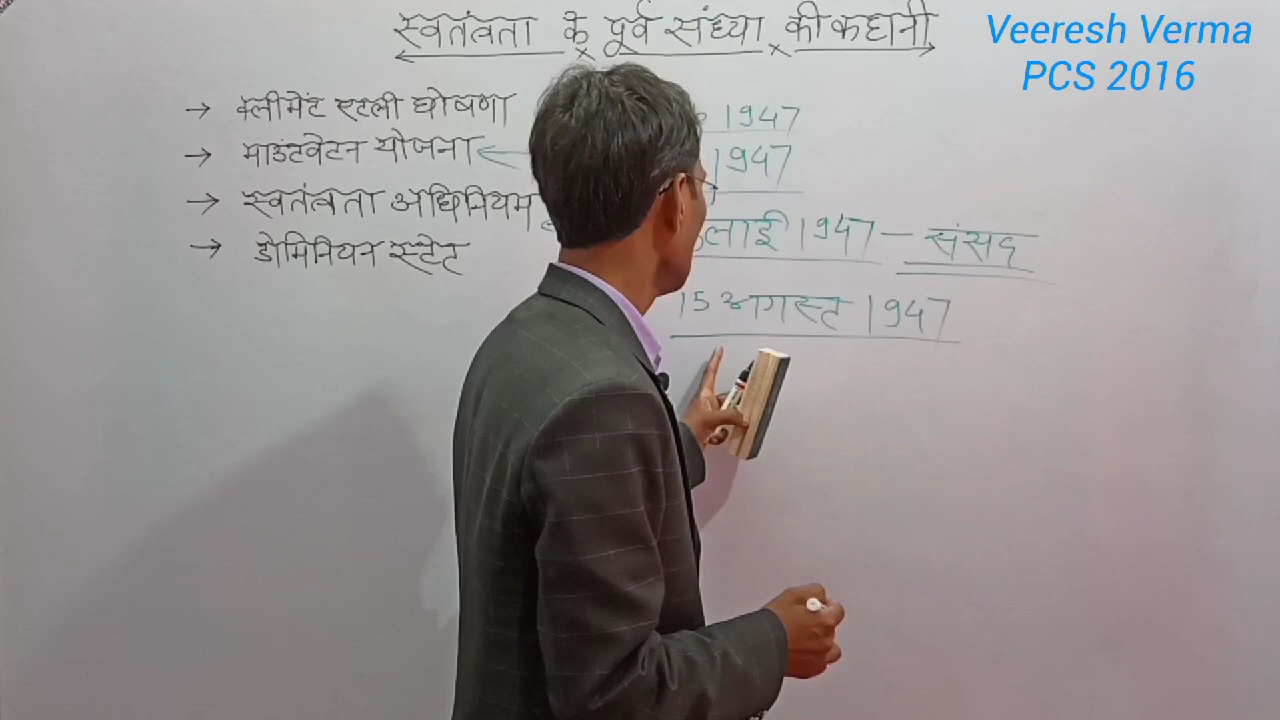 स्वतंत्रता के पूर्व संध्या की कहानी
Veeresh Verma
PCS 2016
→ क्लीमेंट एटली घोषणा 1947
→ माउंटबेटन योजना ← 1947
→ स्वतंत्रता अधिनियम 1947 – संसद
→ डोमिनियन स्टेट
15 अगस्त 1947